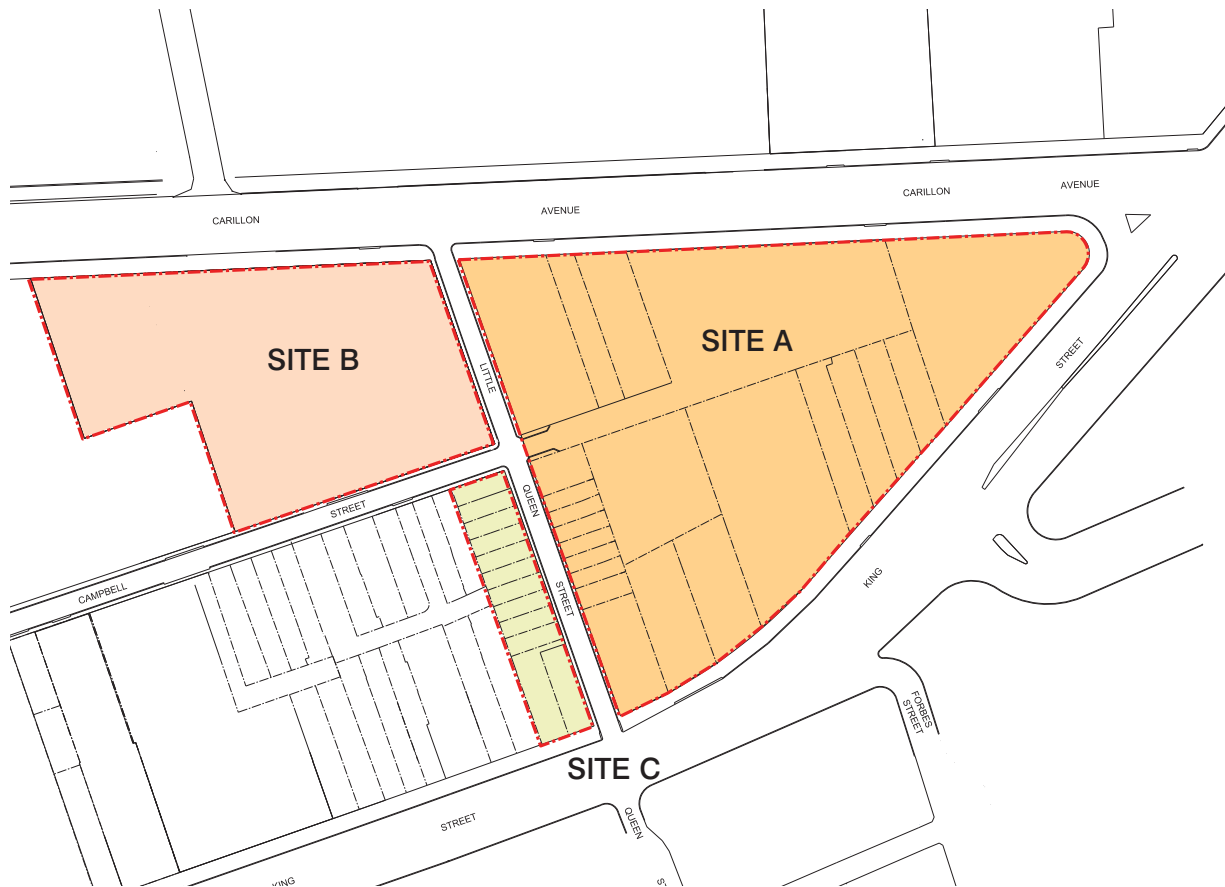 CARILLON
AVENUE
CARILLON
AVENUE
SITE A
SITE B
LITTLE
STREET
QUEEN
STREET
STREET
CAMPBELL
KING
FORBES
STREET
SITE C
STREET
QUEEN
KING